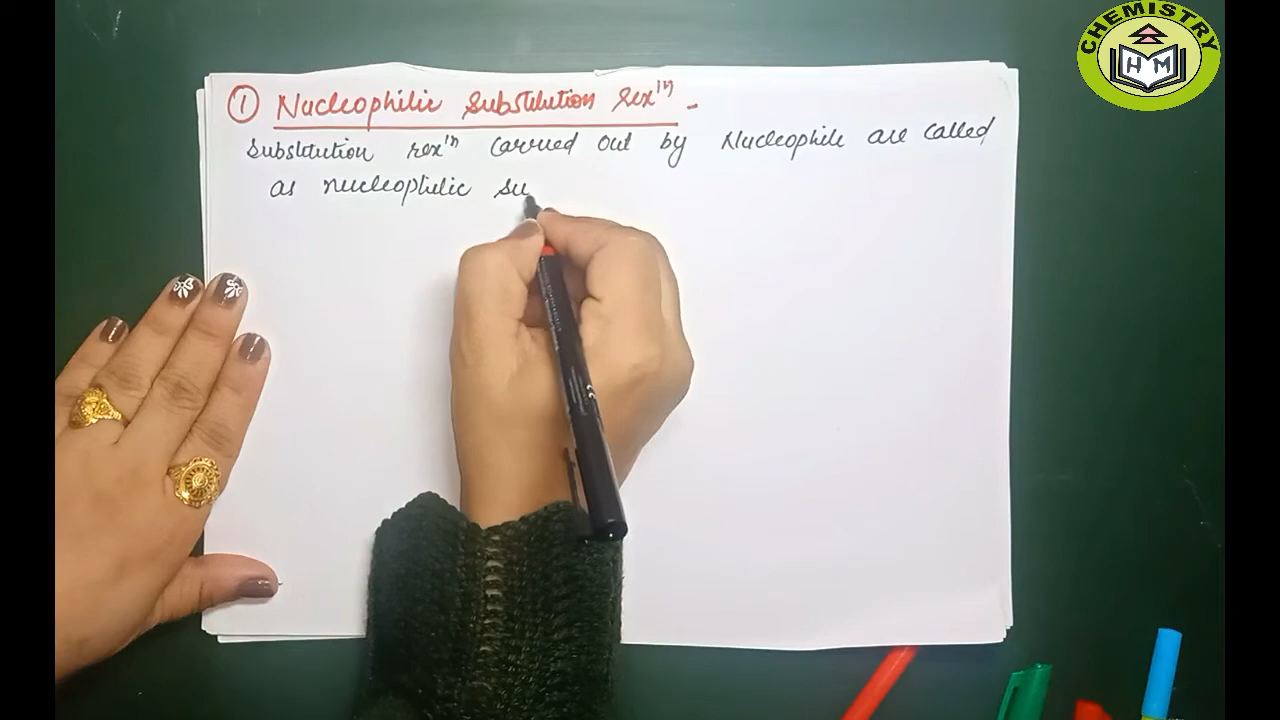 ① Nucleophilic Substitution rexⁿ -
Substitution rexⁿ carried out by Nucleophile are called
as nucleophilic su
CHEMISTRY
HM